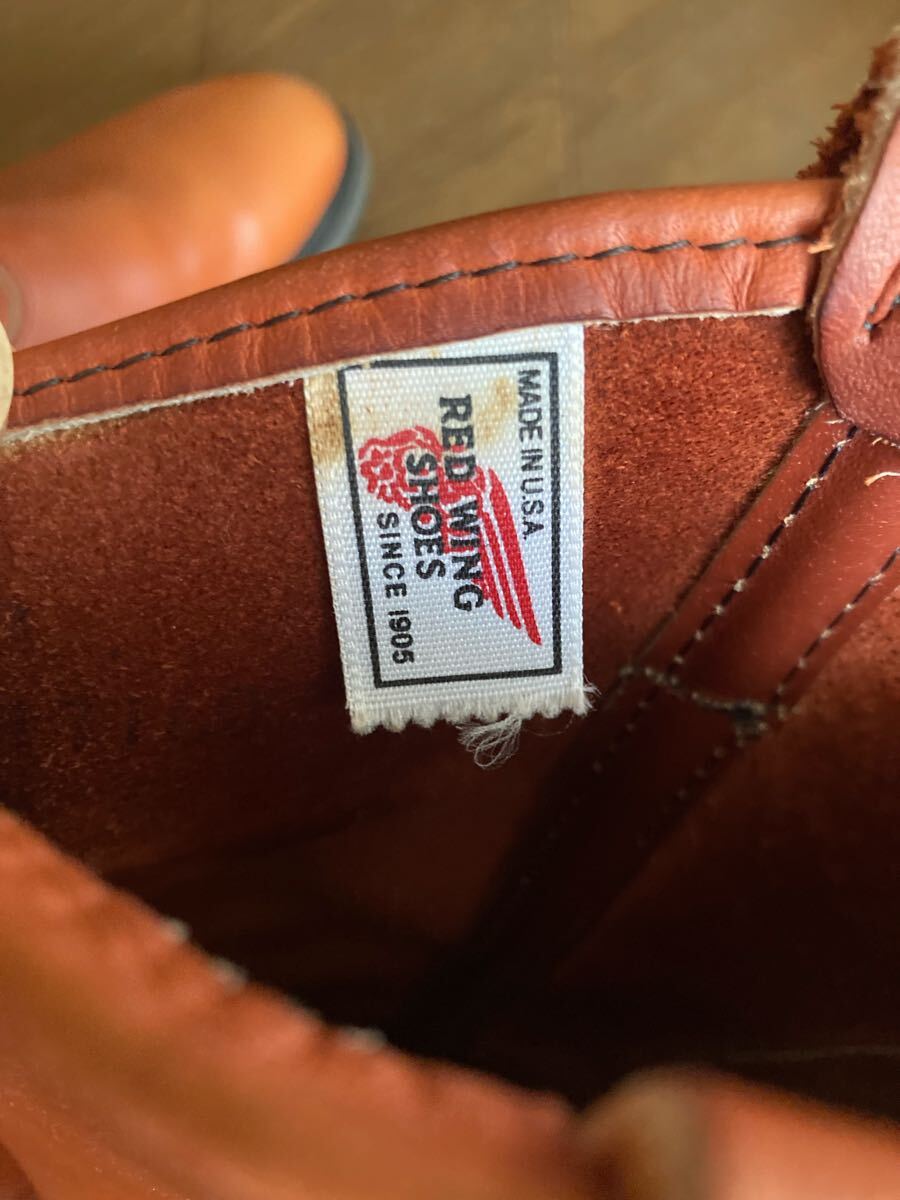 MADE IN U.S.A.
RED WING
SHOES
SINCE 1905